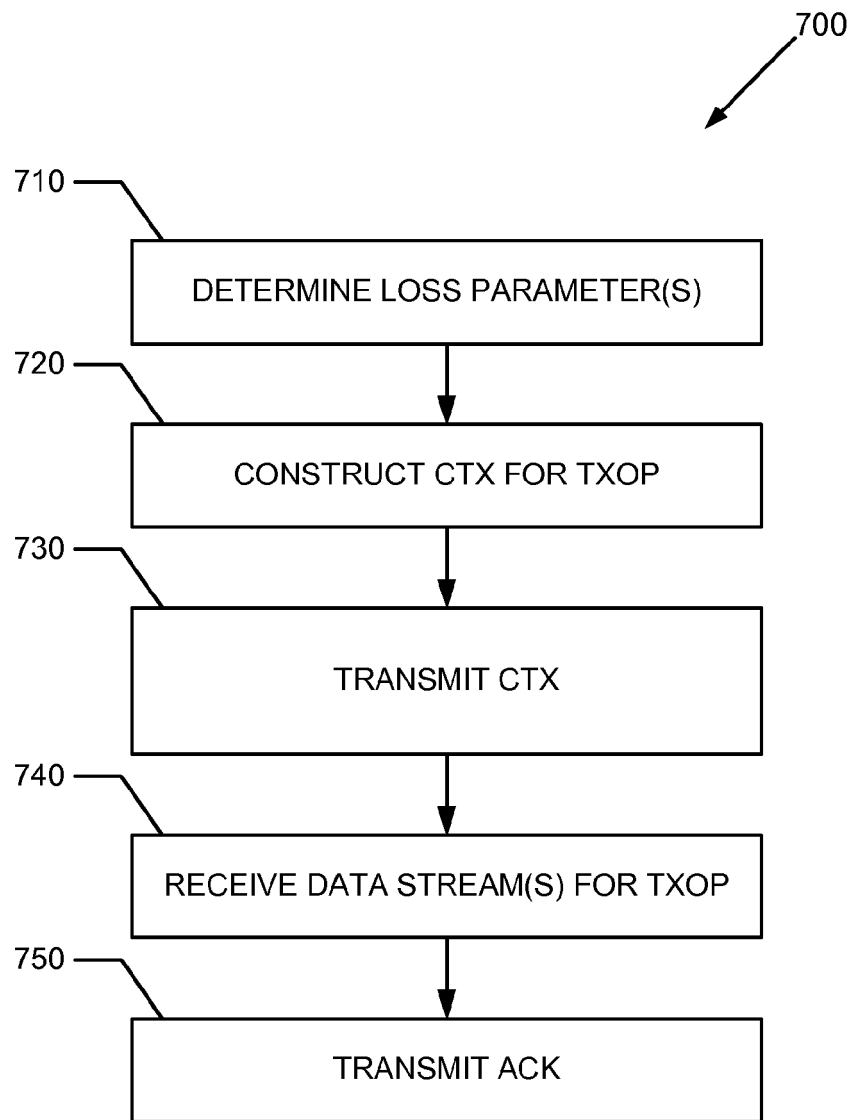 700
710
DETERMINE LOSS PARAMETER(S)
720
CONSTRUCT CTX FOR TXOP
730
TRANSMIT CTX
740
RECEIVE DATA STREAM(S) FOR TXOP
750
TRANSMIT ACK